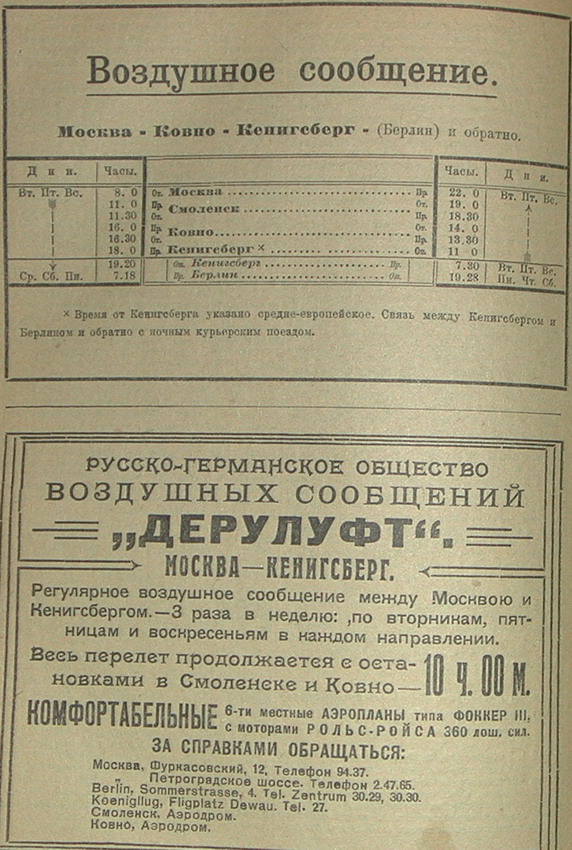 Воздушное сообщение.
Москва - Ковно - Кенигсберг - (Берлин) и обратно.
Дни. Часы. Часы. Дни.
Вт. Пт. Вс. 8. 0 От. Москва Пр. 22. 0 Вт. Пт. Вс.
11. 0 Пр. Смоленск От. 19. 0
11.30 От. Пр. 18.30
16. 0 Пр. Ковно От. 14. 0
16.30 От. Пр. 13.30
18. 0 Пр. Кенигсберг × От. 11 0
19.20 От. Кенигсберг Пр. 7.30 Вт. Пт. Вс.
Ср. Сб. Пн. 7.18 Пр. Берлин От. 19.28 Пн. Чт. Сб.
× Время от Кенигсберга указано средне-европейское. Связь между Кенигсбергом и
Берлином и обратно с ночным курьерским поездом.
РУССКО-ГЕРМАНСКОЕ ОБЩЕСТВО
ВОЗДУШНЫХ СООБЩЕНИЙ
„ДЕРУЛУФТ“.
МОСКВА—КЕНИГСБЕРГ.
Регулярное воздушное сообщение между Москвою и
Кенигсбергом.—3 раза в неделю: ,по вторникам, пят-
ницам и воскресеньям в каждом направлении.
Весь перелет продолжается с оста-
новками в Смоленске и Ковно— 10 Ч. 00 М.
КОМФОРТАБЕЛЬНЫЕ 6-ти местные АЭРОПЛАНЫ типа ФОККЕР III,
с моторами РОЛЬС-РОЙСА 360 лош. сил.
ЗА СПРАВКАМИ ОБРАЩАТЬСЯ:
Москва, Фуркасовский, 12, Телефон 94.37.
„ Петроградское шоссе. Телефон 2.47.65.
Berlin, Sommerstrasse, 4. Tel. Zentrum 30.29, 30.30.
Koenigllug, Fligplatz Dewau. Tel. 27.
Смоленск, Аэродром.
Ковно, Аэродром.